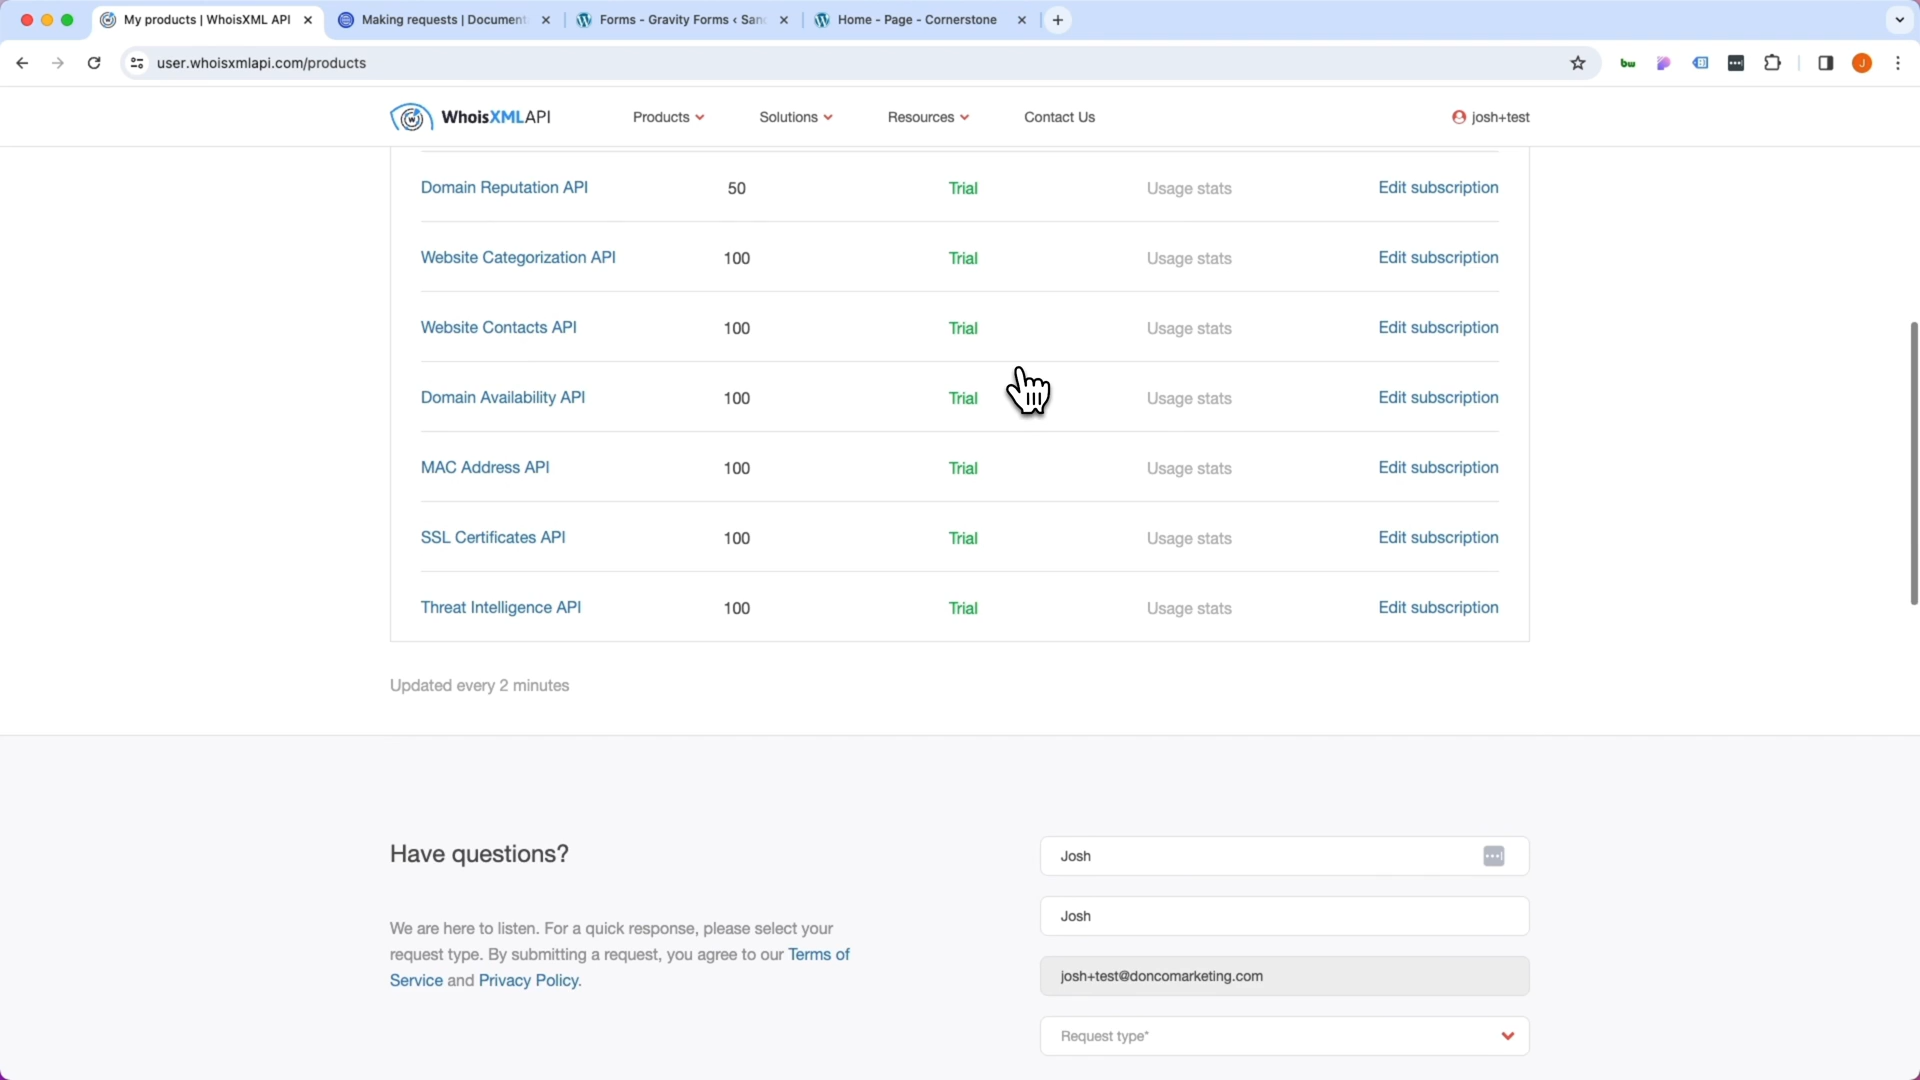 My products | WhoisXML API
Making requests | Document
Forms - Gravity Forms ‹ San
Home - Page - Cornerstone
user.whoisxmlapi.com/products
bw
J
W
WhoisXMLAPI
Products
Solutions
Resources
Contact Us
josh+test
Domain Reputation API 50 Trial Usage stats Edit subscription
Website Categorization API 100 Trial Usage stats Edit subscription
Website Contacts API 100 Trial Usage stats Edit subscription
Domain Availability API 100 Trial Usage stats Edit subscription
MAC Address API 100 Trial Usage stats Edit subscription
SSL Certificates API 100 Trial Usage stats Edit subscription
Threat Intelligence API 100 Trial Usage stats Edit subscription
Updated every 2 minutes
Have questions?
We are here to listen. For a quick response, please select your
request type. By submitting a request, you agree to our Terms of
Service and Privacy Policy.
Josh
Josh
josh+test@doncomarketing.com
Request type*